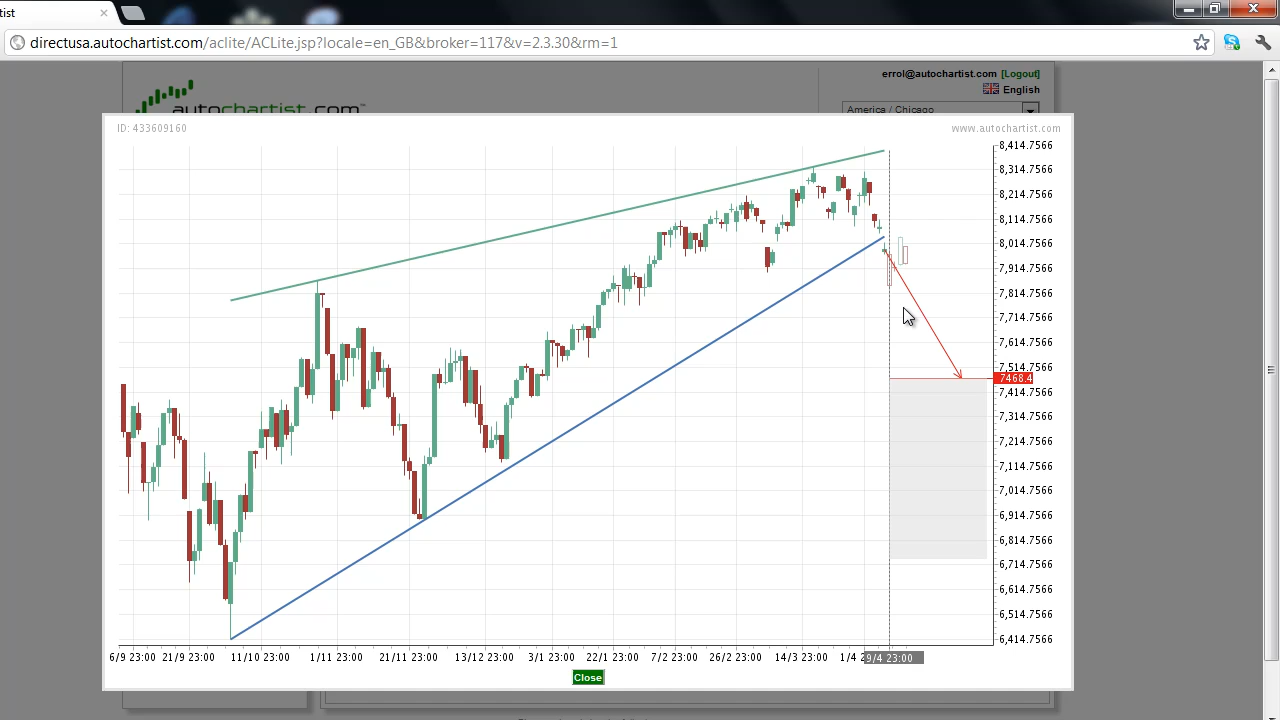 tist ×
directusa.autochartist.com/aclite/ACLite.jsp?locale=en_GB&broker=117&v=2.3.30&rm=1
errol@autochartist.com [Logout]
English
autochartist.com™
America / Chicago
ID: 433609160
www.autochartist.com
8,414.7566
8,314.7566
8,214.7566
8,114.7566
8,014.7566
7,914.7566
7,814.7566
7,714.7566
7,614.7566
7,514.7566
7468.4
7,414.7566
7,314.7566
7,214.7566
7,114.7566
7,014.7566
6,914.7566
6,814.7566
6,714.7566
6,614.7566
6,514.7566
6,414.7566
6/9 23:00 21/9 23:00 11/10 23:00 1/11 23:00 21/11 23:00 13/12 23:00 3/1 23:00 22/1 23:00 7/2 23:00 26/2 23:00 14/3 23:00 1/4 9/4 23:00
Close